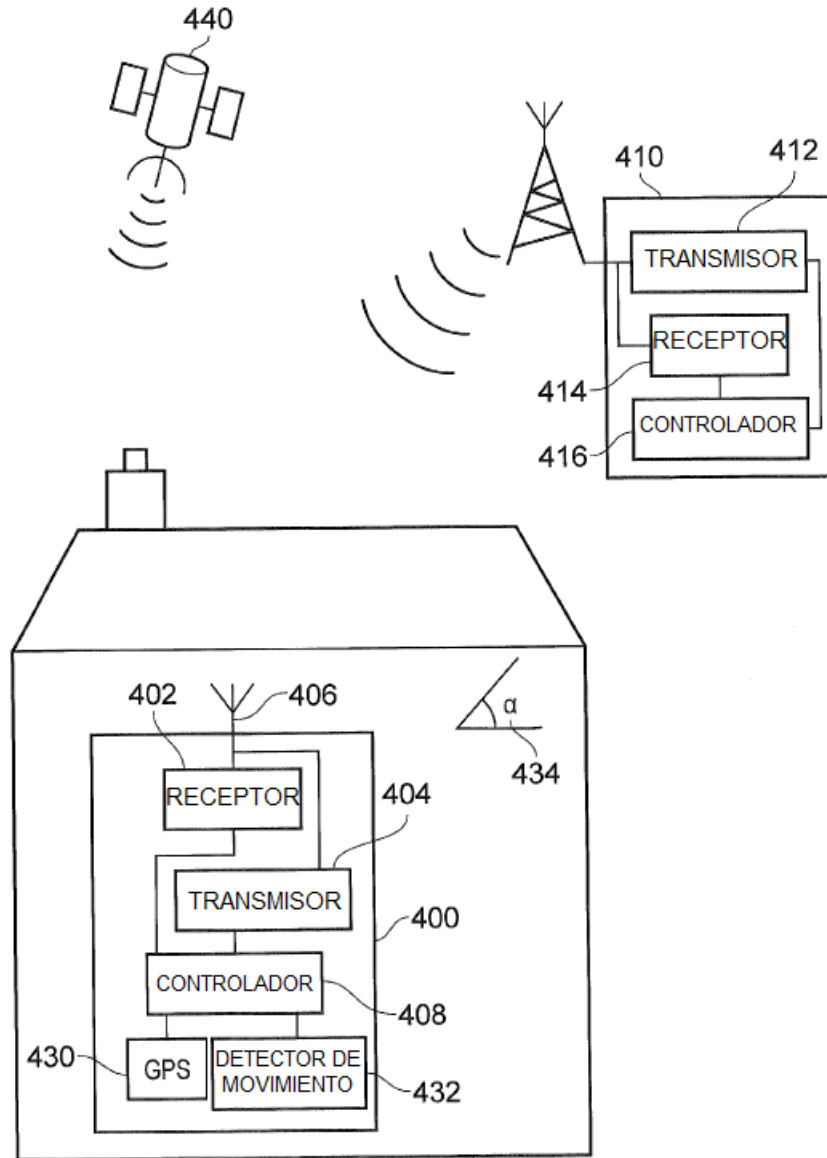 440
410
412
TRANSMISOR
RECEPTOR
414
CONTROLADOR
416
402
406
α
434
RECEPTOR
404
TRANSMISOR
400
CONTROLADOR
408
430
GPS
DETECTOR DE
MOVIMIENTO
432